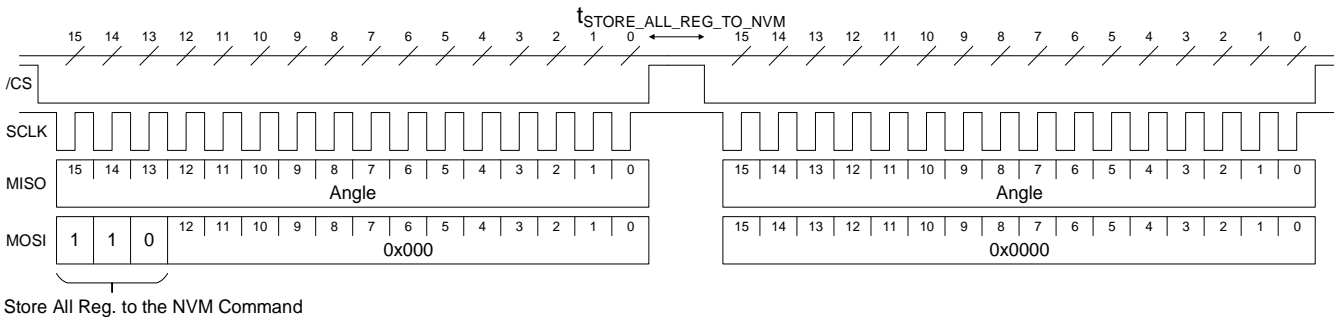 tSTORE_ALL_REG_TO_NVM
15 14 13 12 11 10 9 8 7 6 5 4 3 2 1 0 15 14 13 12 11 10 9 8 7 6 5 4 3 2 1 0
/CS
SCLK
15 14 13 12 11 10 9 8 7 6 5 4 3 2 1 0 15 14 13 12 11 10 9 8 7 6 5 4 3 2 1 0
MISO
Angle Angle
12 11 10 9 8 7 6 5 4 3 2 1 0 15 14 13 12 11 10 9 8 7 6 5 4 3 2 1 0
MOSI 1 1 0
0x000 0x0000
Store All Reg. to the NVM Command